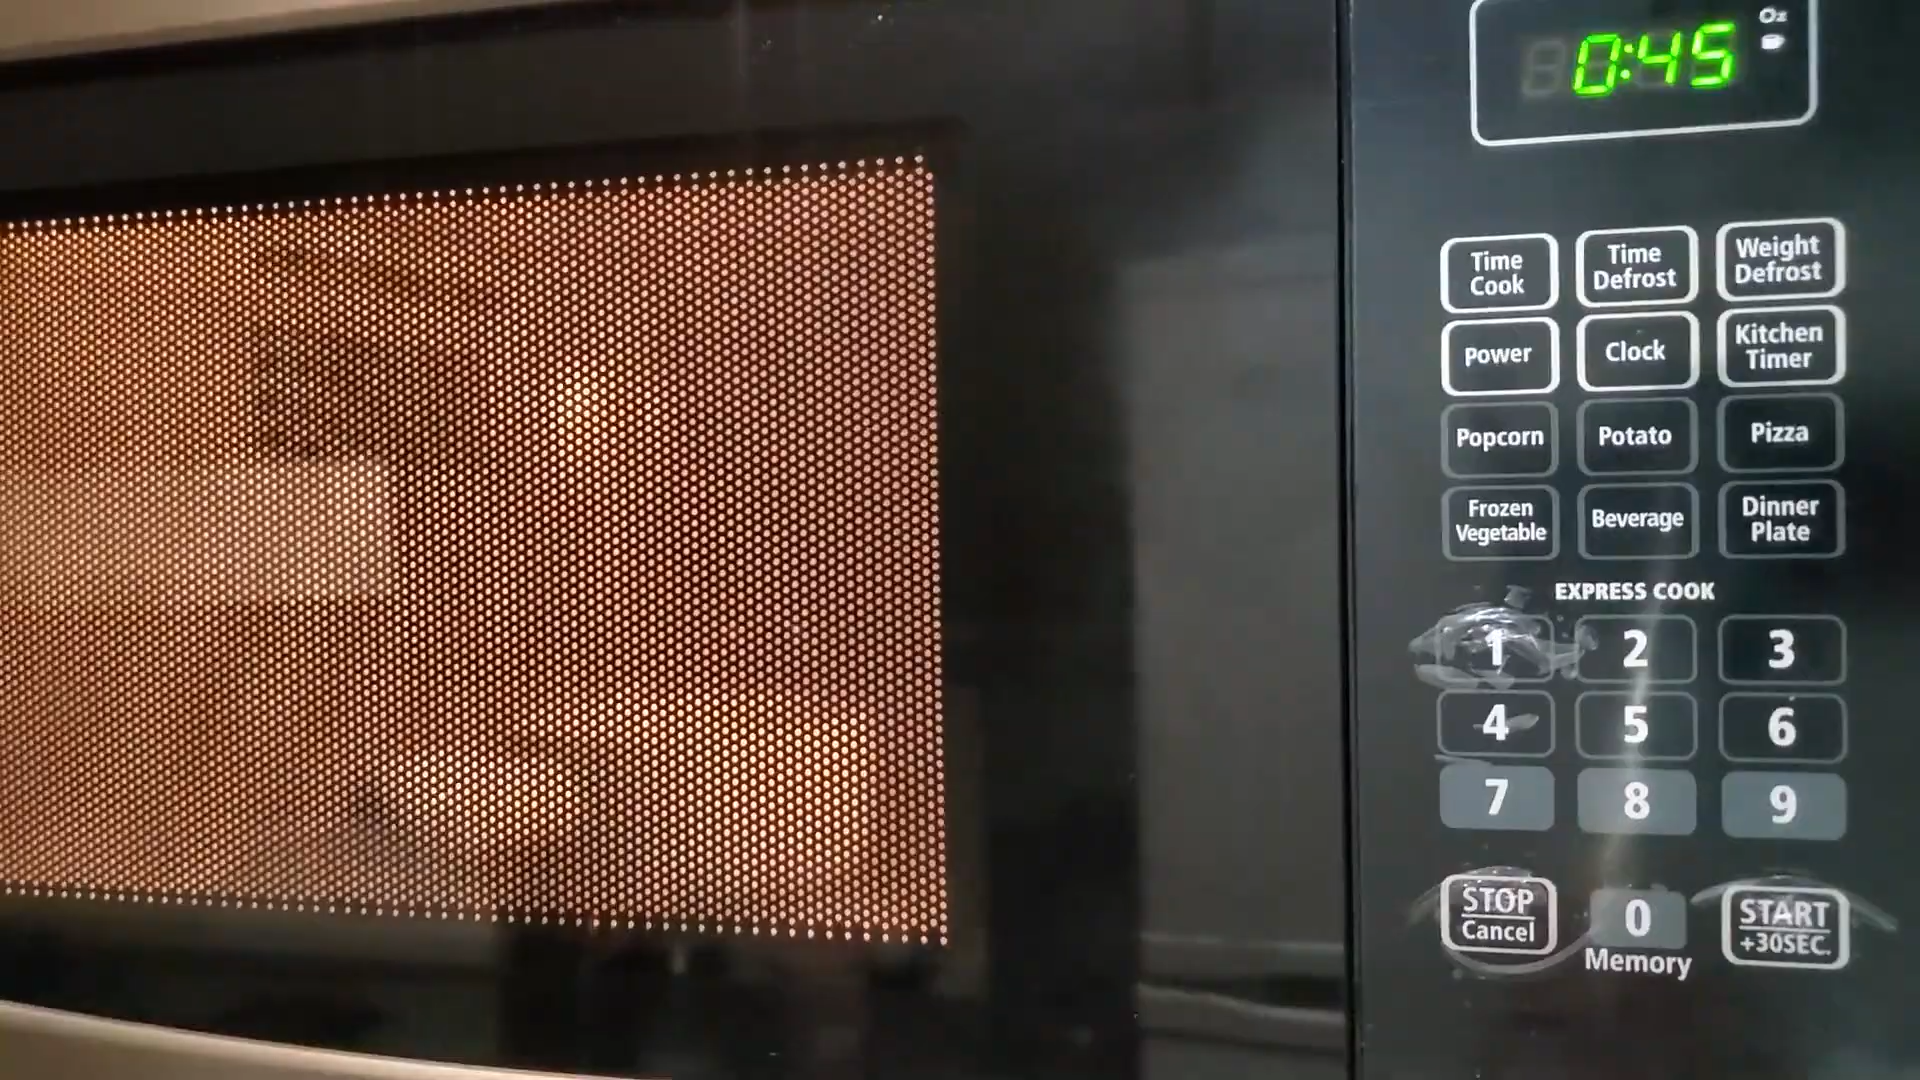 Oz
0:45
Time Cook
Time Defrost
Weight Defrost
Power
Clock
Kitchen Timer
Popcorn
Potato
Pizza
Frozen Vegetable
Beverage
Dinner Plate
EXPRESS COOK
1 2 3
4 5 6
7 8 9
STOP
Cancel
0
Memory
START
+30SEC.